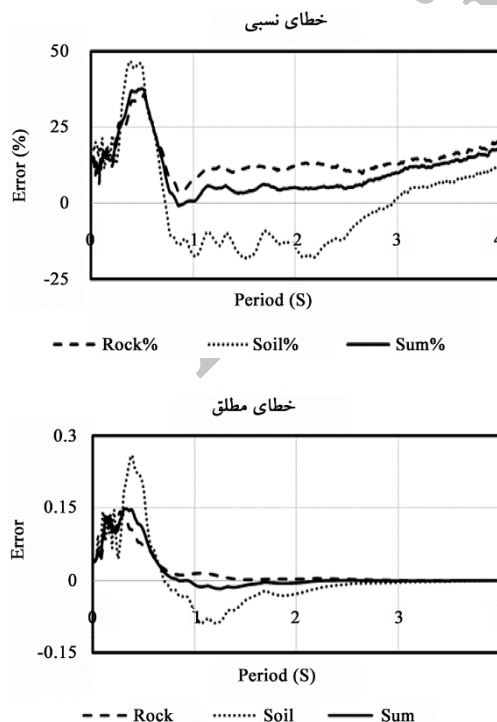 خطای نسبی
50
25
0
-25
Error (%)
0 1 2 3 4
Period (S)
Rock% Soil% Sum%
خطای مطلق
0.3
0.15
0
-0.15
Error
0 1 2 3
Period (S)
Rock Soil Sum